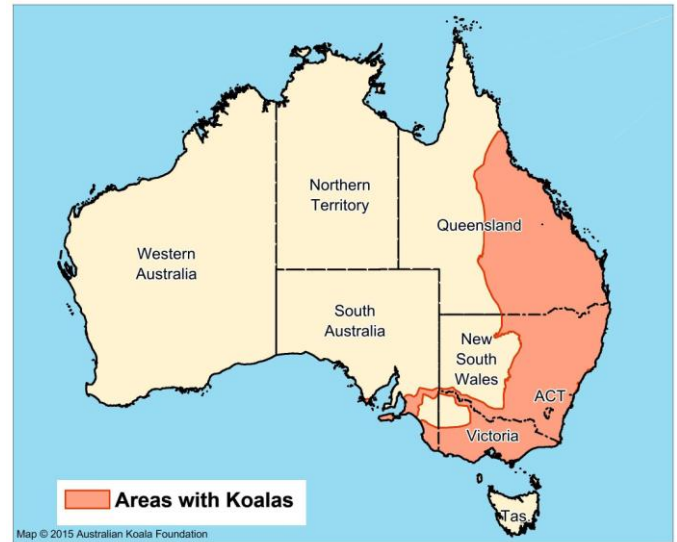 Northern
Territory
Queensland
Western
Australia
South
Australia
New
South
Wales
ACT
Victoria
Areas with Koalas
Tas.
Map © 2015 Australian Koala Foundation